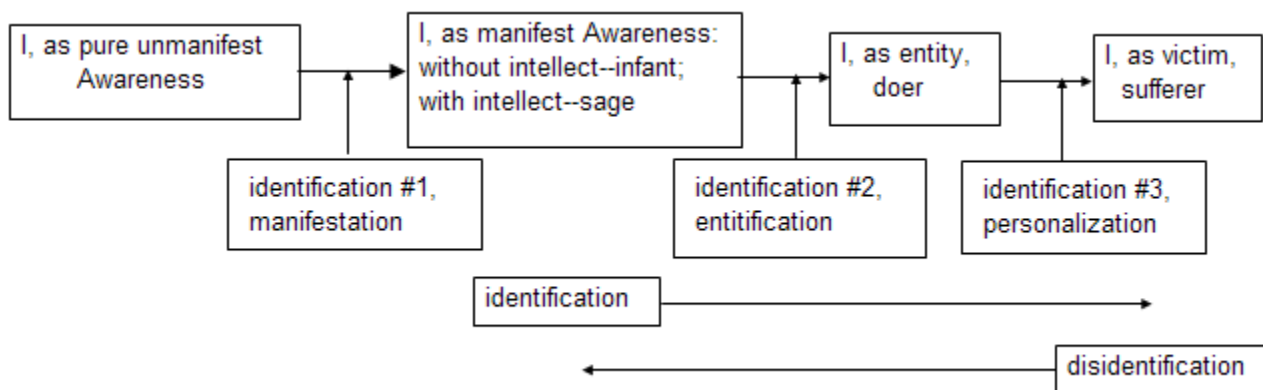 I, as pure unmanifest
Awareness
I, as manifest Awareness:
without intellect--infant;
with intellect--sage
I, as entity,
doer
I, as victim,
sufferer
identification #1,
manifestation
identification #2,
entitification
identification #3,
personalization
identification
disidentification